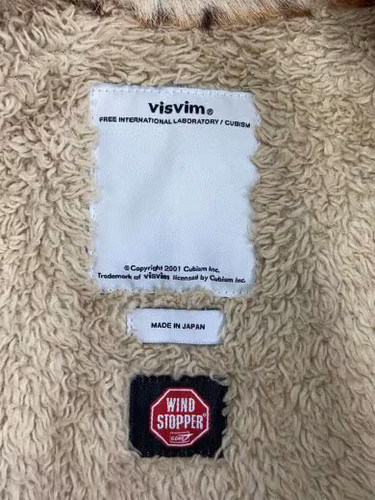 visvim®
FREE INTERNATIONAL LABORATORY / CUBISM
© Copyright 2001 Cubism Inc.
Trademark of visvim licensed by Cubism Inc.
MADE IN JAPAN
WIND
STOPPER®
GORE